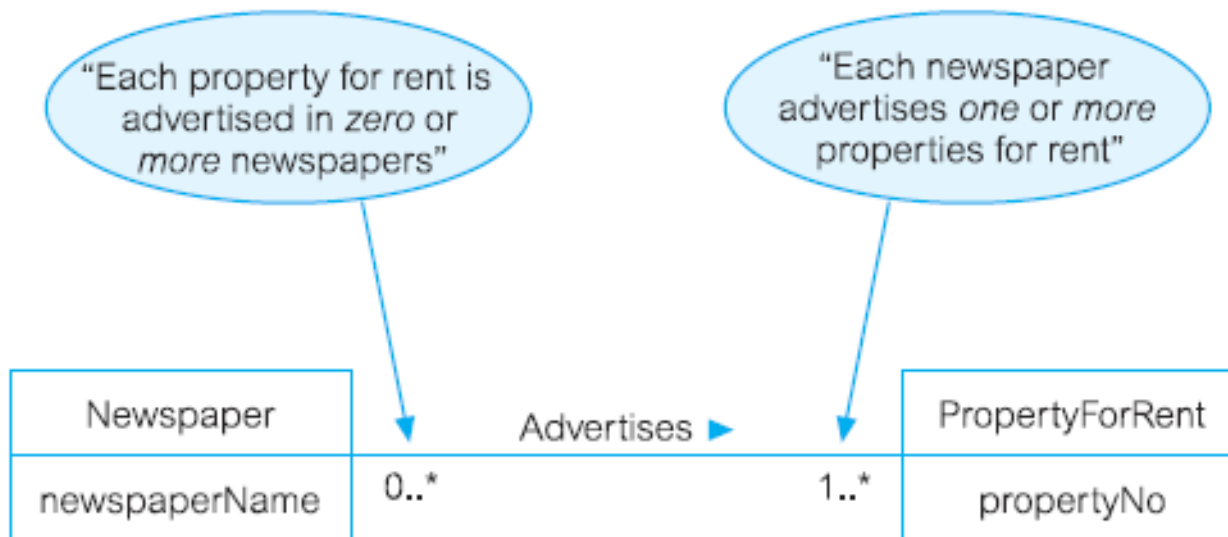 “Each property for rent is
advertised in zero or
more newspapers”
“Each newspaper
advertises one or more
properties for rent”
Newspaper
Advertises ►
PropertyForRent
newspaperName
0..*
1..*
propertyNo